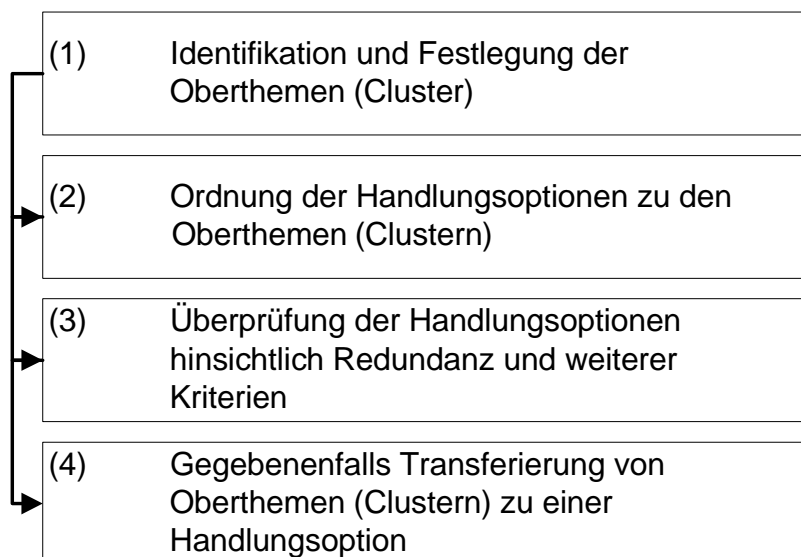 (1) Identifikation und Festlegung der
Oberthemen (Cluster)
(2) Ordnung der Handlungsoptionen zu den
Oberthemen (Clustern)
(3) Überprüfung der Handlungsoptionen
hinsichtlich Redundanz und weiterer
Kriterien
(4) Gegebenenfalls Transferierung von
Oberthemen (Clustern) zu einer
Handlungsoption